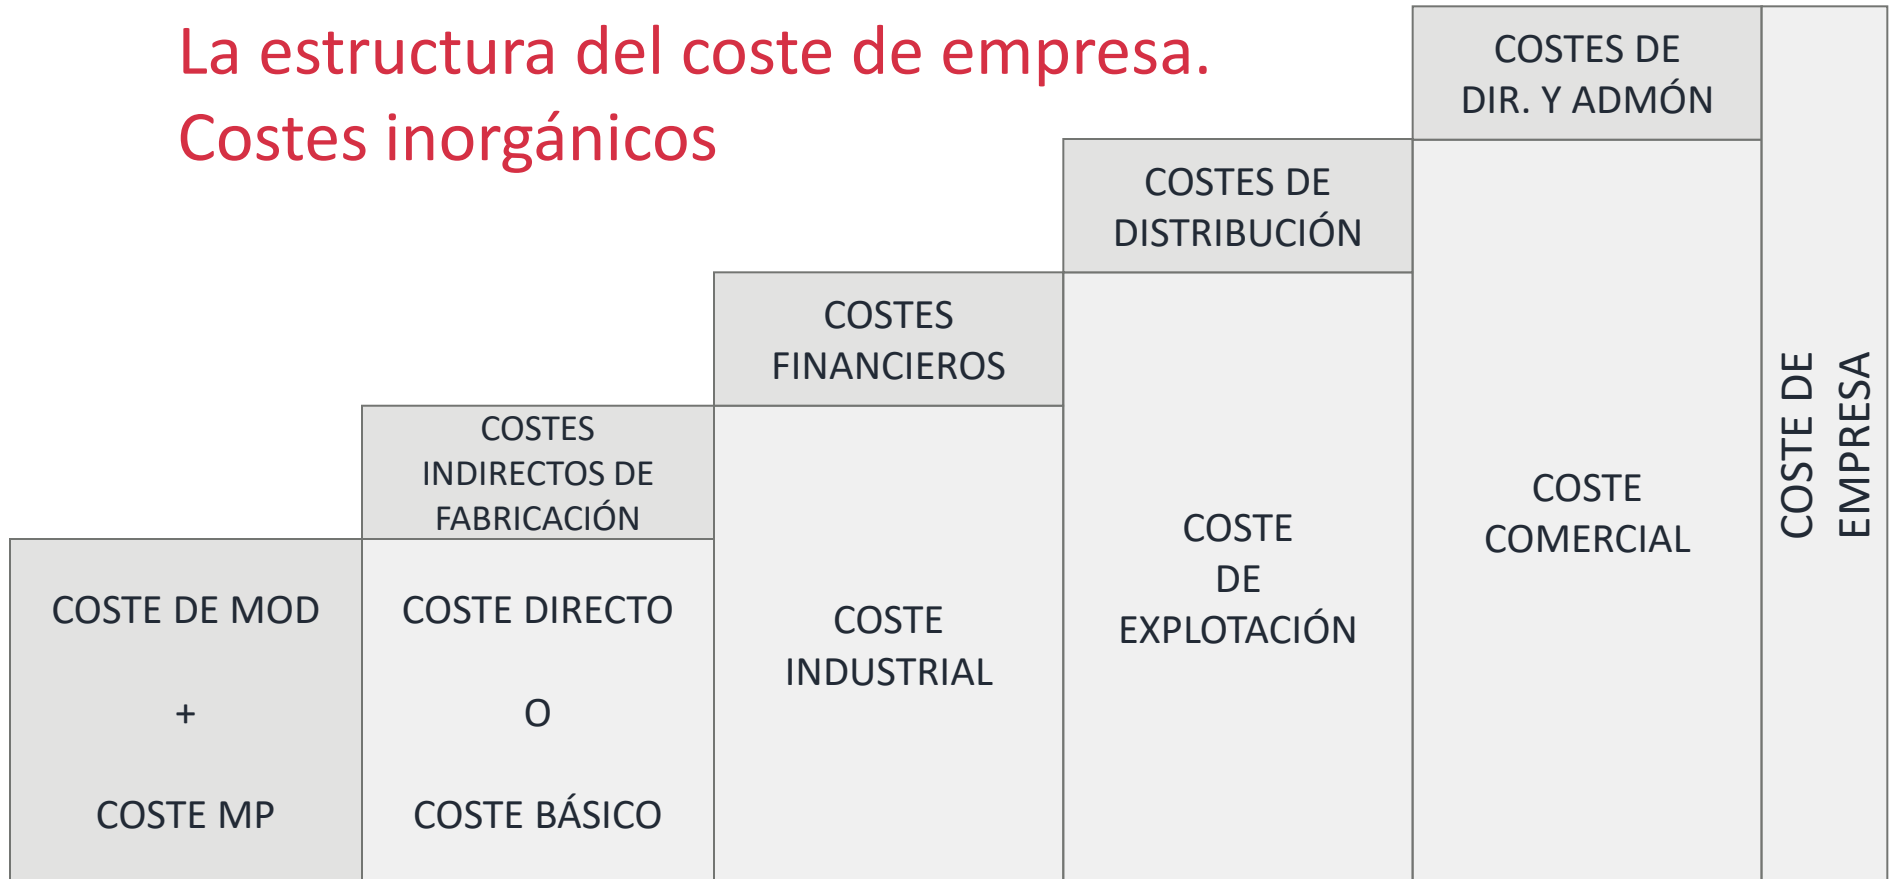 La estructura del coste de empresa.
Costes inorgánicos
COSTE DE MOD
+
COSTE MP
COSTES
INDIRECTOS DE
FABRICACIÓN
COSTE DIRECTO
O
COSTE BÁSICO
COSTES
FINANCIEROS
COSTE
INDUSTRIAL
COSTES DE
DISTRIBUCIÓN
COSTE
DE
EXPLOTACIÓN
COSTES DE
DIR. Y ADMÓN
COSTE
COMERCIAL
COSTE DE
EMPRESA